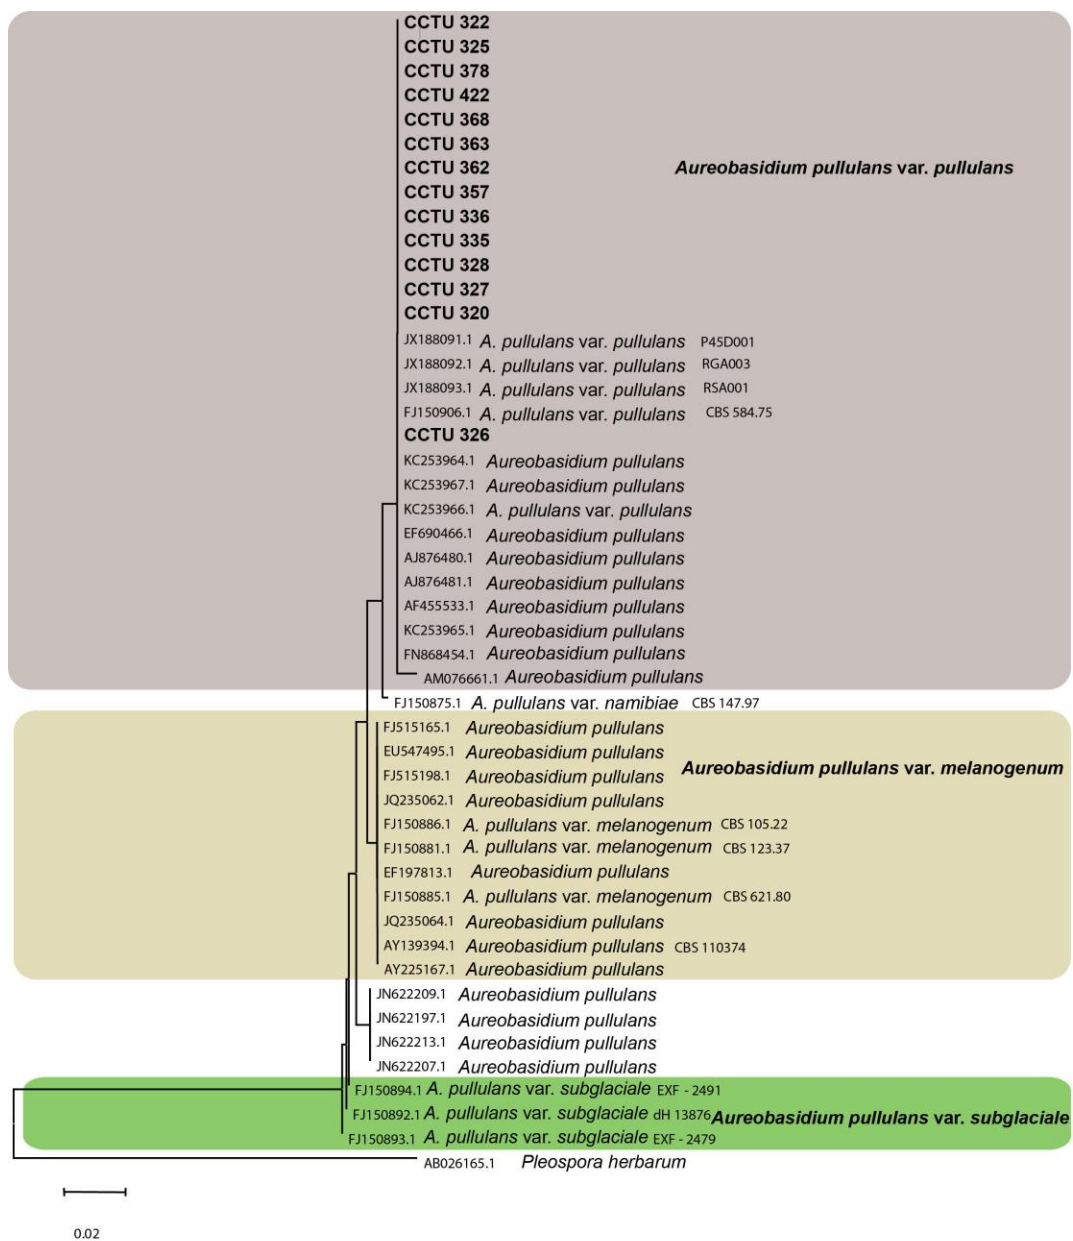 CCTU 322
CCTU 325
CCTU 378
CCTU 422
CCTU 368
CCTU 363
CCTU 362
Aureobasidium pullulans var. pullulans
CCTU 357
CCTU 336
CCTU 335
CCTU 328
CCTU 327
CCTU 320
JX188091.1 A. pullulans var. pullulans P45D001
JX188092.1 A. pullulans var. pullulans RGA003
JX188093.1 A. pullulans var. pullulans RSA001
FJ150906.1 A. pullulans var. pullulans CBS 584.75
CCTU 326
KC253964.1 Aureobasidium pullulans
KC253967.1 Aureobasidium pullulans
KC253966.1 A. pullulans var. pullulans
EF690466.1 Aureobasidium pullulans
AJ876480.1 Aureobasidium pullulans
AJ876481.1 Aureobasidium pullulans
AF455533.1 Aureobasidium pullulans
KC253965.1 Aureobasidium pullulans
FN868454.1 Aureobasidium pullulans
AM076661.1 Aureobasidium pullulans
FJ150875.1 A. pullulans var. namibiae CBS 147.97
FJ515165.1 Aureobasidium pullulans
EU547495.1 Aureobasidium pullulans
Aureobasidium pullulans var. melanogenum
FJ515198.1 Aureobasidium pullulans
JQ235062.1 Aureobasidium pullulans
FJ150886.1 A. pullulans var. melanogenum CBS 105.22
FJ150881.1 A. pullulans var. melanogenum CBS 123.37
EF197813.1 Aureobasidium pullulans
FJ150885.1 A. pullulans var. melanogenum CBS 621.80
JQ235064.1 Aureobasidium pullulans
AY139394.1 Aureobasidium pullulans CBS 110374
AY225167.1 Aureobasidium pullulans
JN622209.1 Aureobasidium pullulans
JN622197.1 Aureobasidium pullulans
JN622213.1 Aureobasidium pullulans
JN622207.1 Aureobasidium pullulans
FJ150894.1 A. pullulans var. subglaciale EXF - 2491
FJ150892.1 A. pullulans var. subglaciale dH 13876
Aureobasidium pullulans var. subglaciale
FJ150893.1 A. pullulans var. subglaciale EXF - 2479
AB026165.1 Pleospora herbarum
0.02